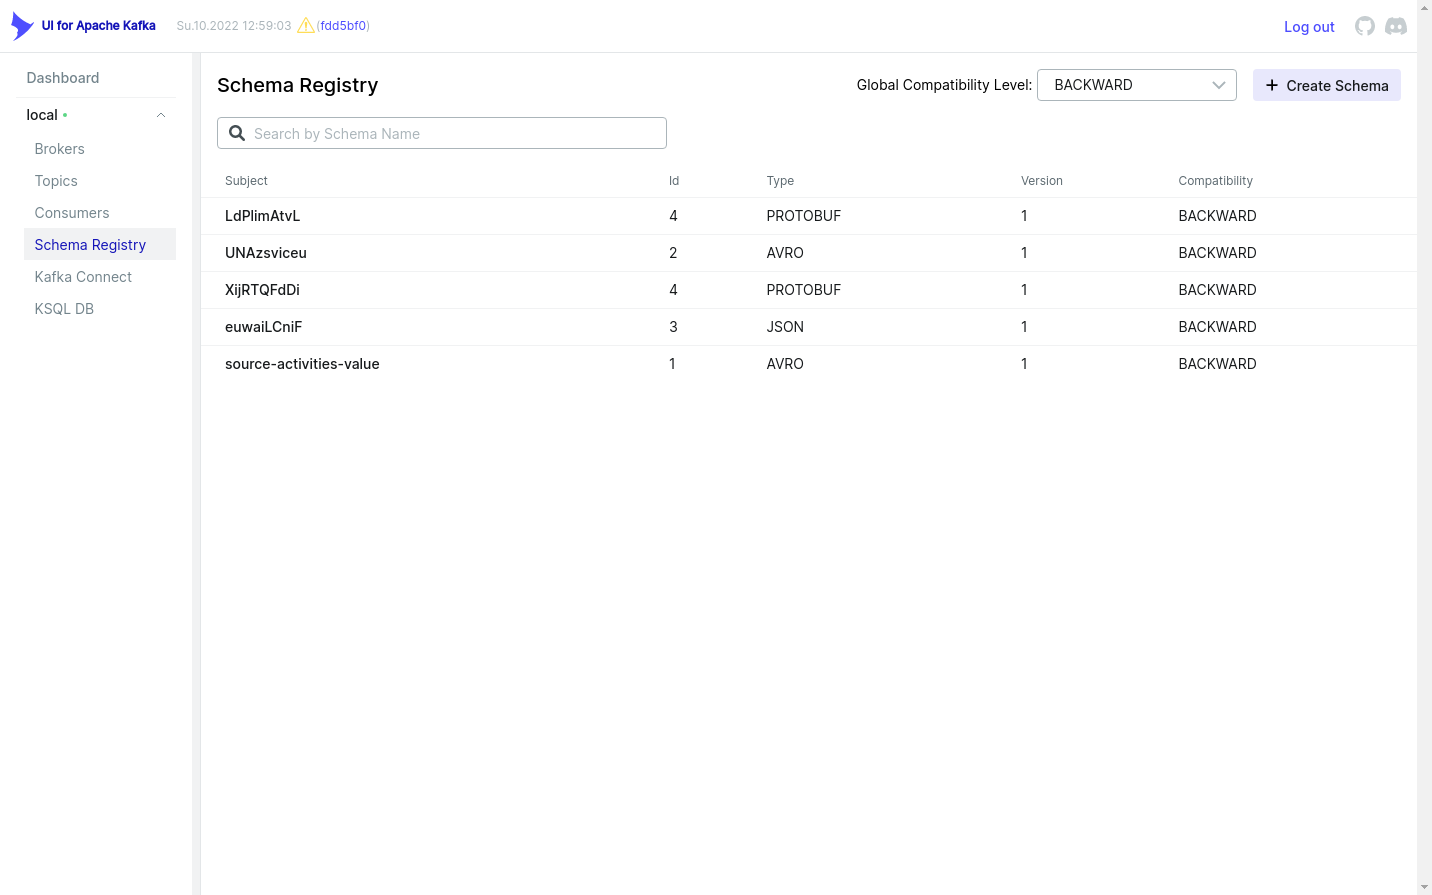 UI for Apache Kafka Su.10.2022 12:59:03 (fdd5bf0) Log out
Dashboard
local
Brokers
Topics
Consumers
Schema Registry
Kafka Connect
KSQL DB
Schema Registry Global Compatibility Level: BACKWARD + Create Schema
Search by Schema Name
Subject Id Type Version Compatibility
LdPlimAtvL 4 PROTOBUF 1 BACKWARD
UNAzsviceu 2 AVRO 1 BACKWARD
XijRTQFdDi 4 PROTOBUF 1 BACKWARD
euwaiLCniF 3 JSON 1 BACKWARD
source-activities-value 1 AVRO 1 BACKWARD